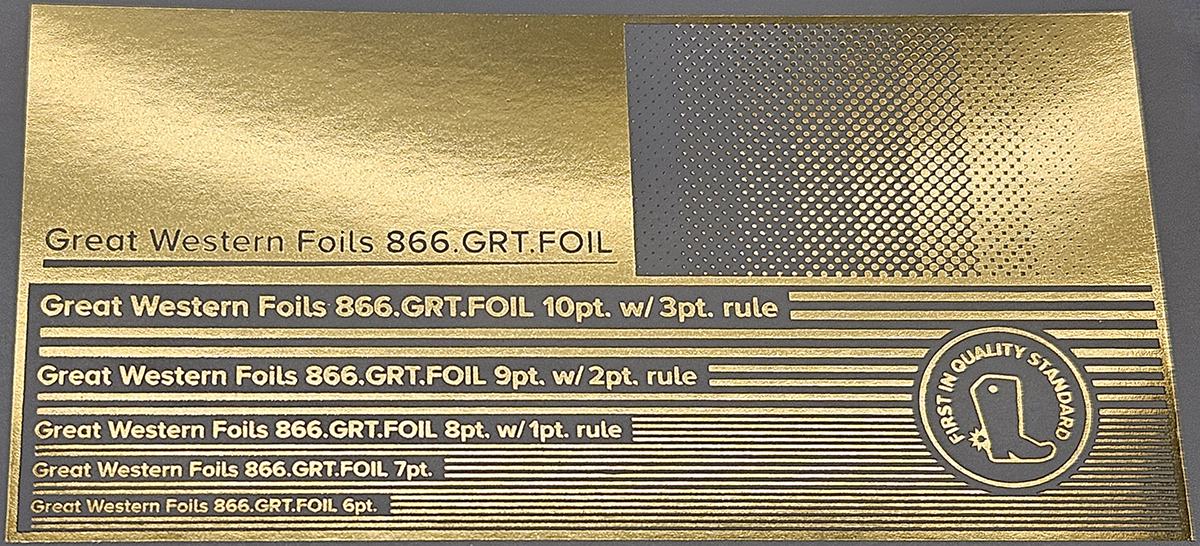 Great Western Foils 866.GRT.FOIL
Great Western Foils 866.GRT.FOIL 10pt. w/ 3pt. rule
Great Western Foils 866.GRT.FOIL 9pt. w/ 2pt. rule
Great Western Foils 866.GRT.FOIL 8pt. w/ 1pt. rule
Great Western Foils 866.GRT.FOIL 7pt.
Great Western Foils 866.GRT.FOIL 6pt.
FIRST IN QUALITY STANDARD